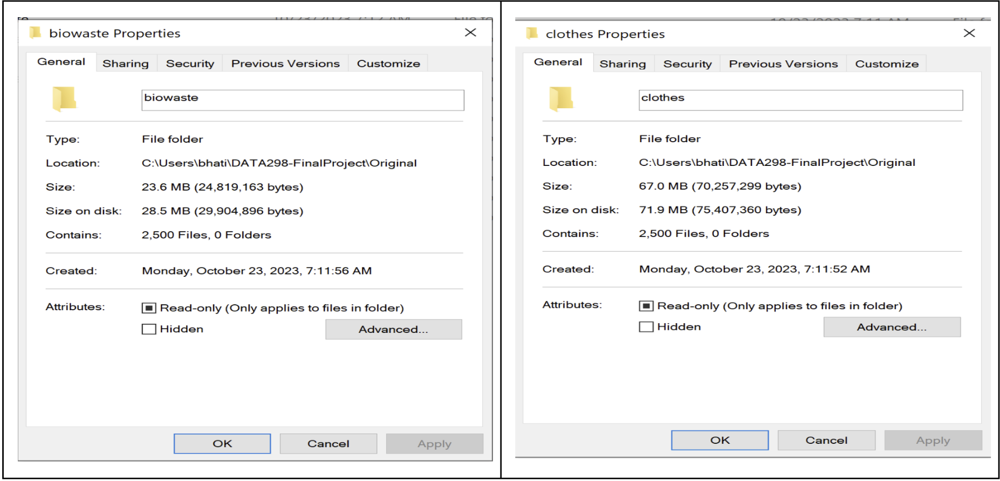 biowaste Properties
General Sharing Security Previous Versions Customize
biowaste
Type: File folder
Location: C:\Users\bhati\DATA298-FinalProject\Original
Size: 23.6 MB (24,819,163 bytes)
Size on disk: 28.5 MB (29,904,896 bytes)
Contains: 2,500 Files, 0 Folders
Created: Monday, October 23, 2023, 7:11:56 AM
Attributes: Read-only (Only applies to files in folder)
Hidden Advanced...
OK Cancel Apply
clothes Properties
General Sharing Security Previous Versions Customize
clothes
Type: File folder
Location: C:\Users\bhati\DATA298-FinalProject\Original
Size: 67.0 MB (70,257,299 bytes)
Size on disk: 71.9 MB (75,407,360 bytes)
Contains: 2,500 Files, 0 Folders
Created: Monday, October 23, 2023, 7:11:52 AM
Attributes: Read-only (Only applies to files in folder)
Hidden Advanced...
OK Cancel Apply